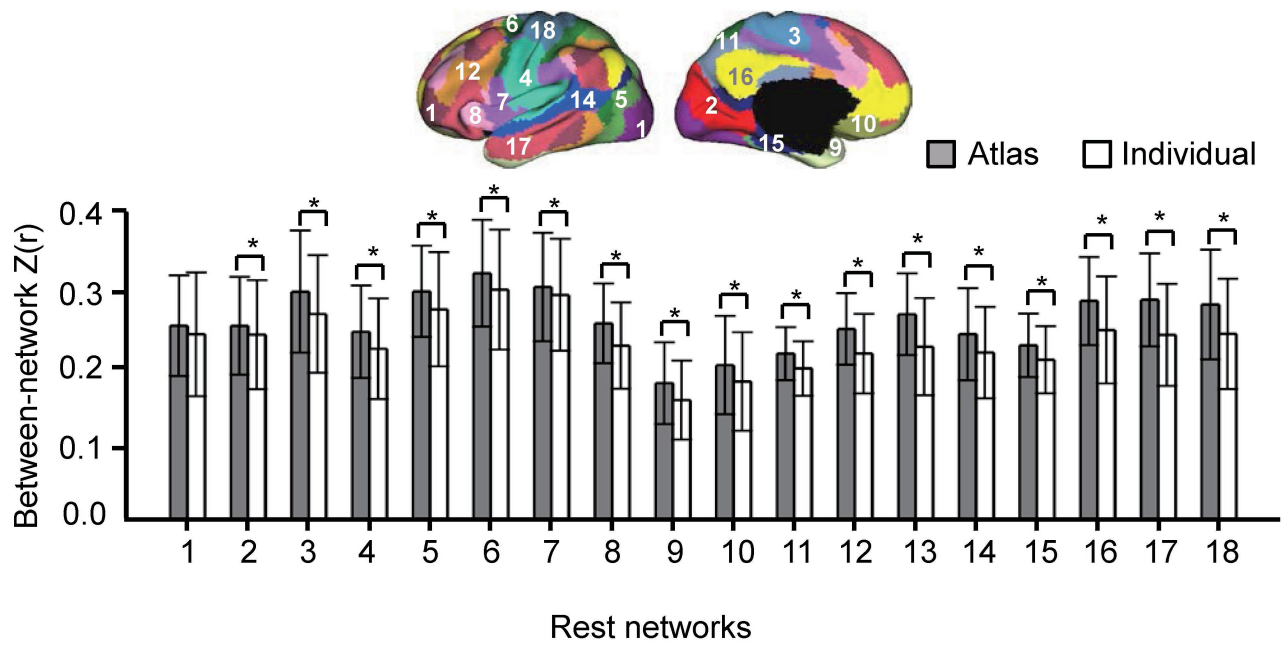 6 18 11 3
12 4 16
1 8 7 14 5 1 2 10
17 15 9
Atlas Individual
Between-network Z(r)
0.4
0.3
0.2
0.1
0.0
* * * * * * * * * * * * * * * * *
1 2 3 4 5 6 7 8 9 10 11 12 13 14 15 16 17 18
Rest networks